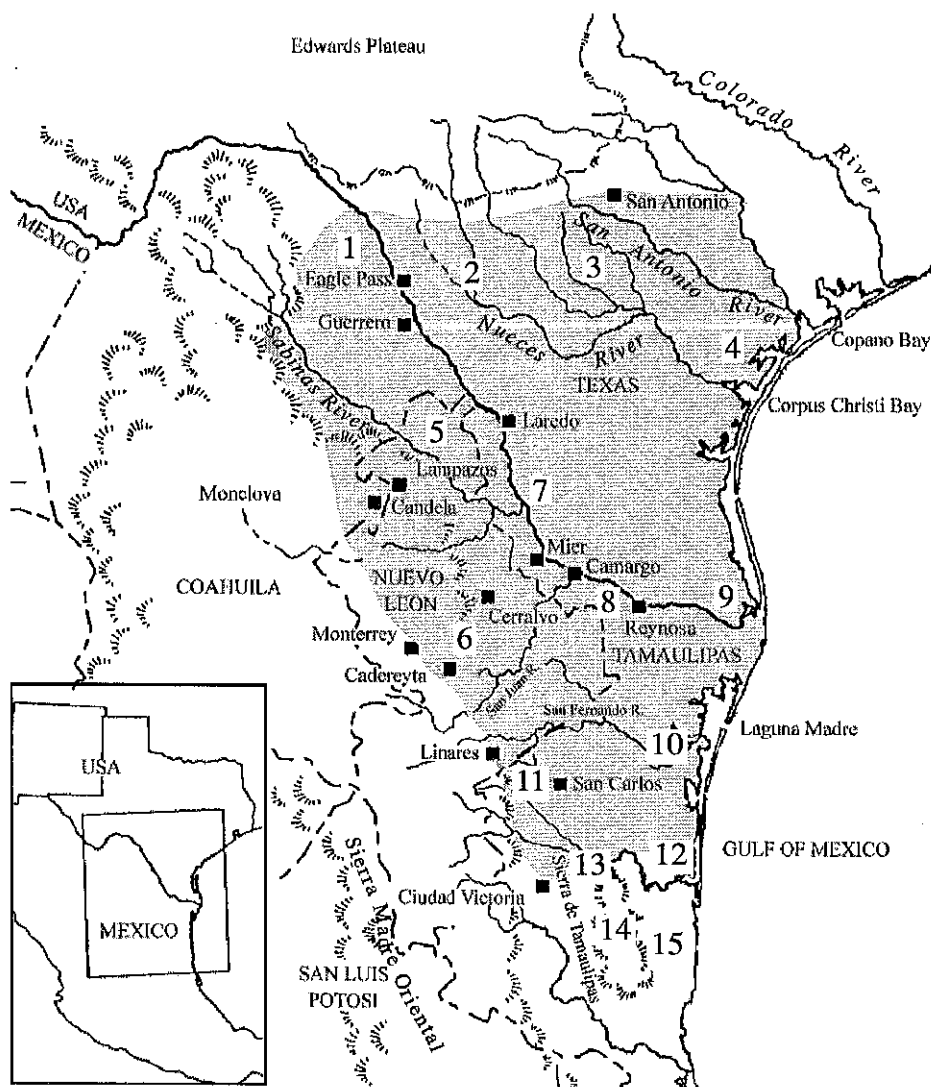 Edwards Plateau
Colorado River
USA
MEXICO
San Antonio
1
2
3
San Antonio River
Eagle Pass
Guerrero
Sabinas River
Nueces River
4
Copano Bay
TEXAS
Corpus Christi Bay
5
Laredo
Lampazos
Monclova
Candela
7
Mier
Camargo
COAHUILA
NUEVO
LEON
8
9
Cerralvo
Reynosa
6
Monterrey
TAMAULIPAS
Cadereyta
San Juan R.
San Fernando R.
Laguna Madre
10
Linares
11
San Carlos
USA
13
12
GULF OF MEXICO
Ciudad Victoria
Sierra de Tamaulipas
14
15
MEXICO
Sierra Madre Oriental
SAN LUIS
POTOSI